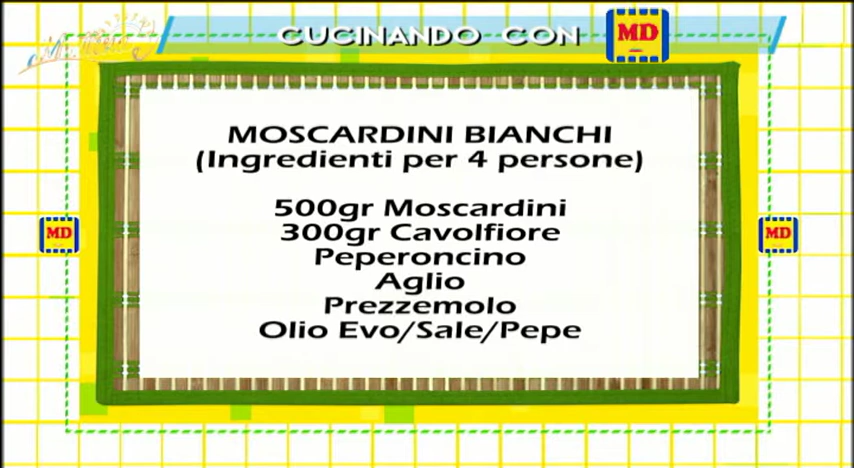 CUCINANDO CON MD
MOSCARDINI BIANCHI
(Ingredienti per 4 persone)
500gr Moscardini
300gr Cavolfiore
MD
MD
Peperoncino
Aglio
Prezzemolo
Olio Evo/Sale/Pepe